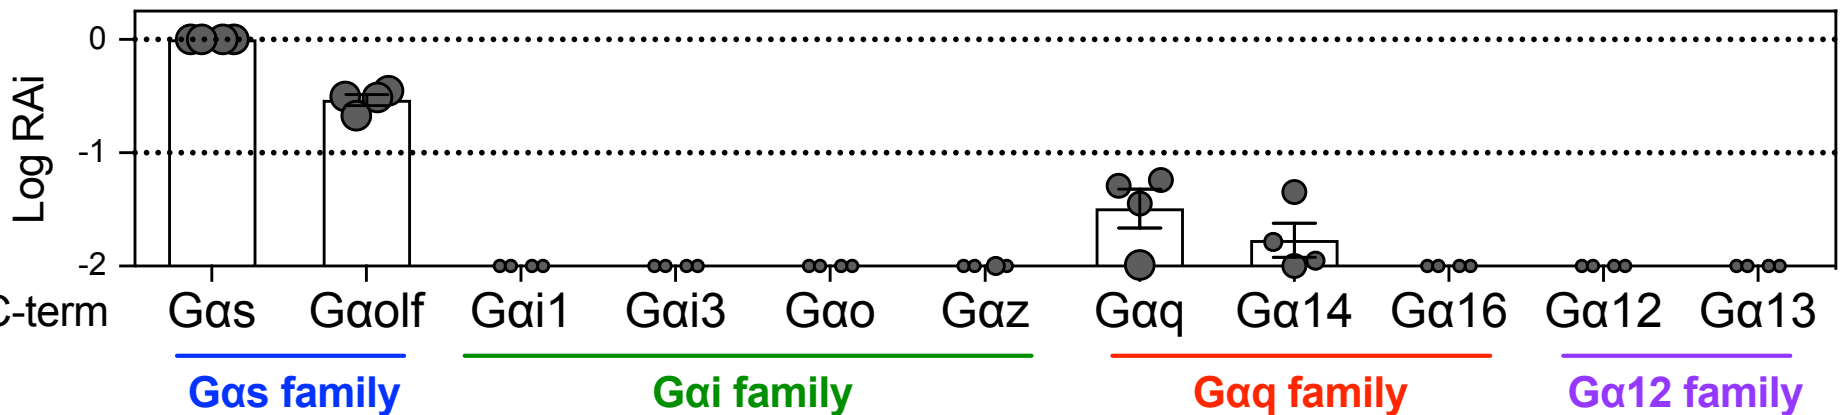 Log RAi
0
-1
-2
C-term Gαs Gαolf Gαi1 Gαi3 Gαo Gαz Gαq Gα14 Gα16 Gα12 Gα13
Gαs family Gαi family Gαq family Gα12 family